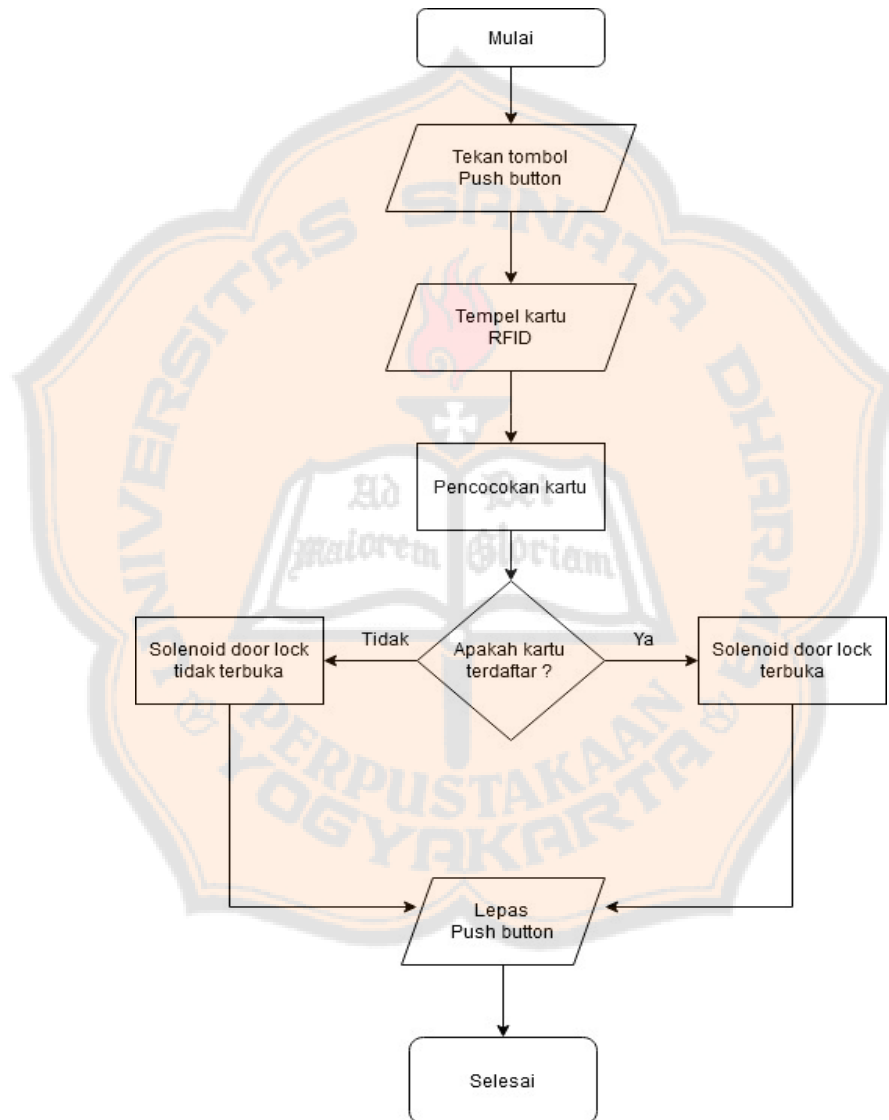 Mulai
Tekan tombol
Push button
Tempel kartu
RFID
Pencocokan kartu
Apakah kartu
terdaftar ?
Tidak
Ya
Solenoid door lock
tidak terbuka
Solenoid door lock
terbuka
Lepas
Push button
Selesai
UNIVERSITAS SANATA DHARMA
Ad
Maiorem
Dei
Gloriam
PERPUSTAKAAN
YOGYAKARTA